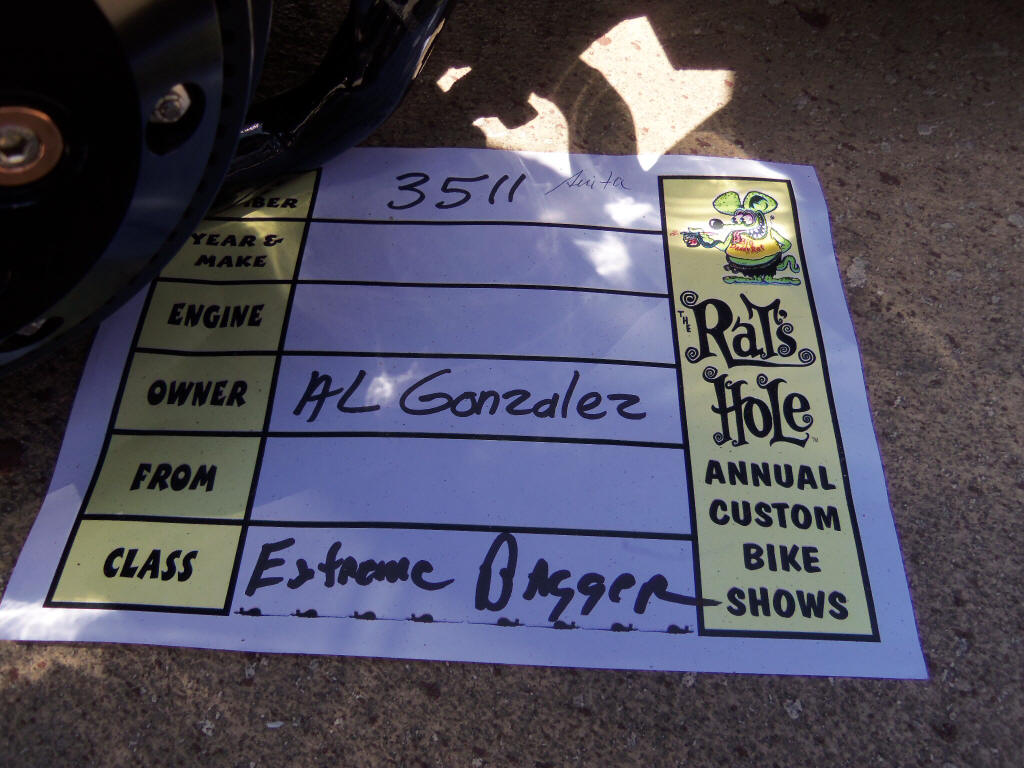 3511 Anita
YEAR &
MAKE
ENGINE
OWNER AL Gonzalez
FROM
CLASS Extreme Bagger
THE
RAT'S
HOLE
TM
ANNUAL
CUSTOM
BIKE
SHOWS